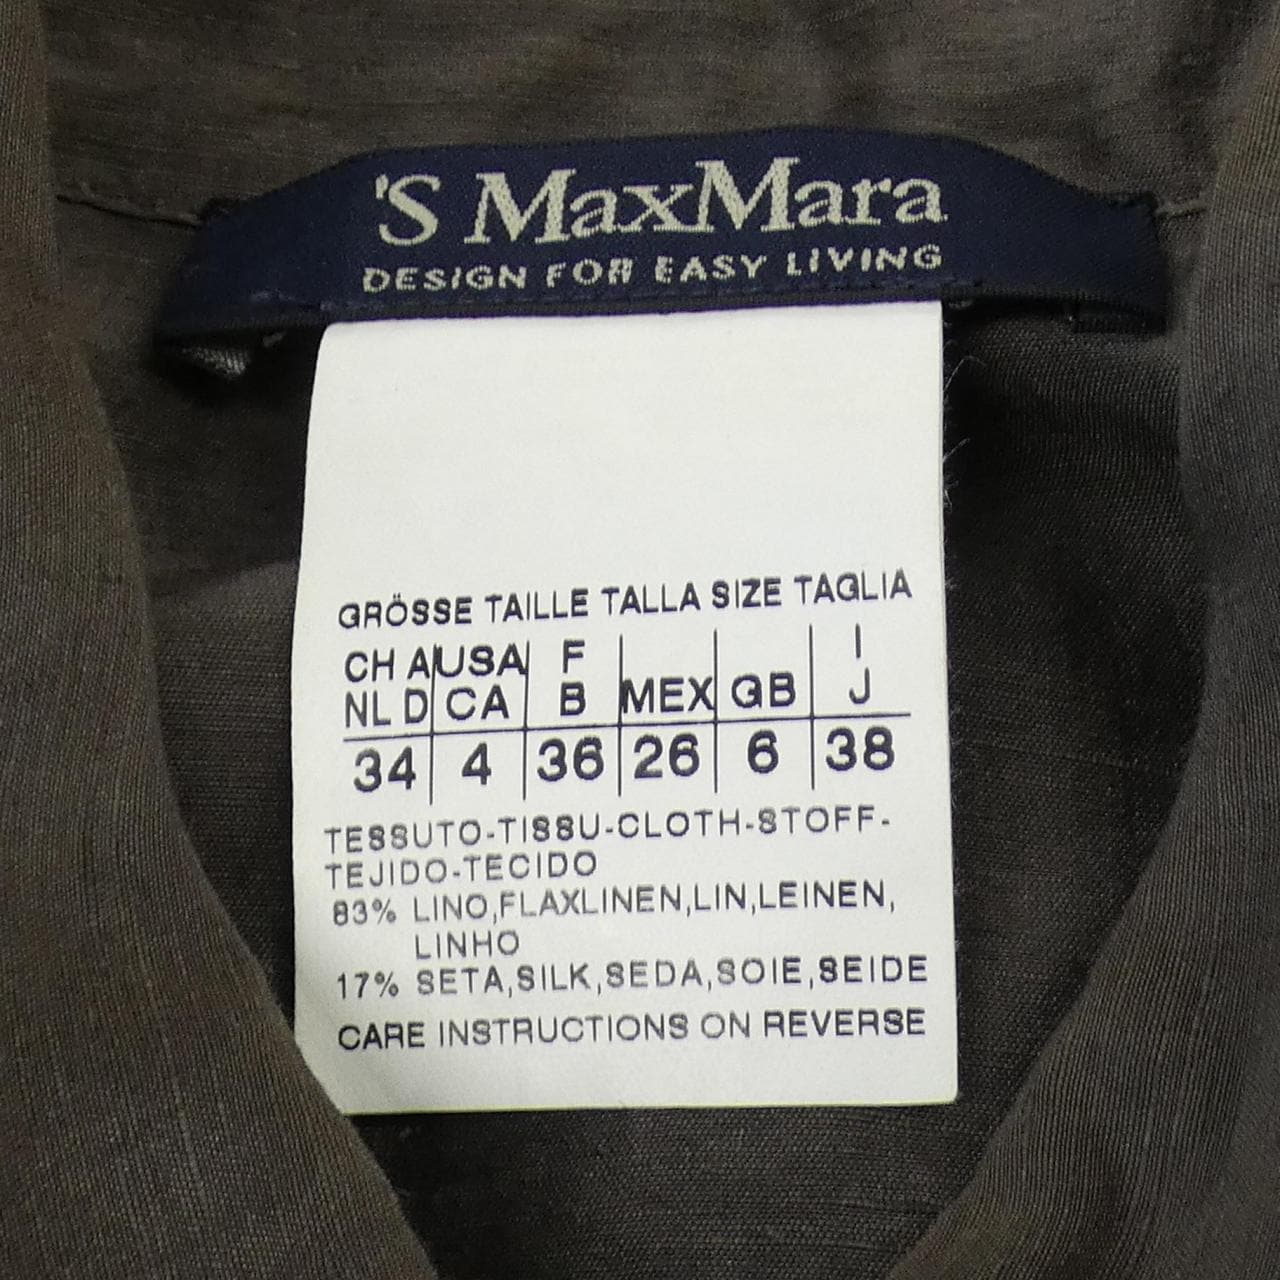 'S MaxMara
DESIGN FOR EASY LIVING
GRÖSSE TAILLE TALLA SIZE TAGLIA
CH A USA F I
NL D CA B MEX GB J
34 4 36 26 6 38
TESSUTO-TISSU-CLOTH-STOFF-
TEJIDO-TECIDO
83% LINO,FLAXLINEN,LIN,LEINEN,
LINHO
17% SETA,SILK,SEDA,SOIE,SEIDE
CARE INSTRUCTIONS ON REVERSE